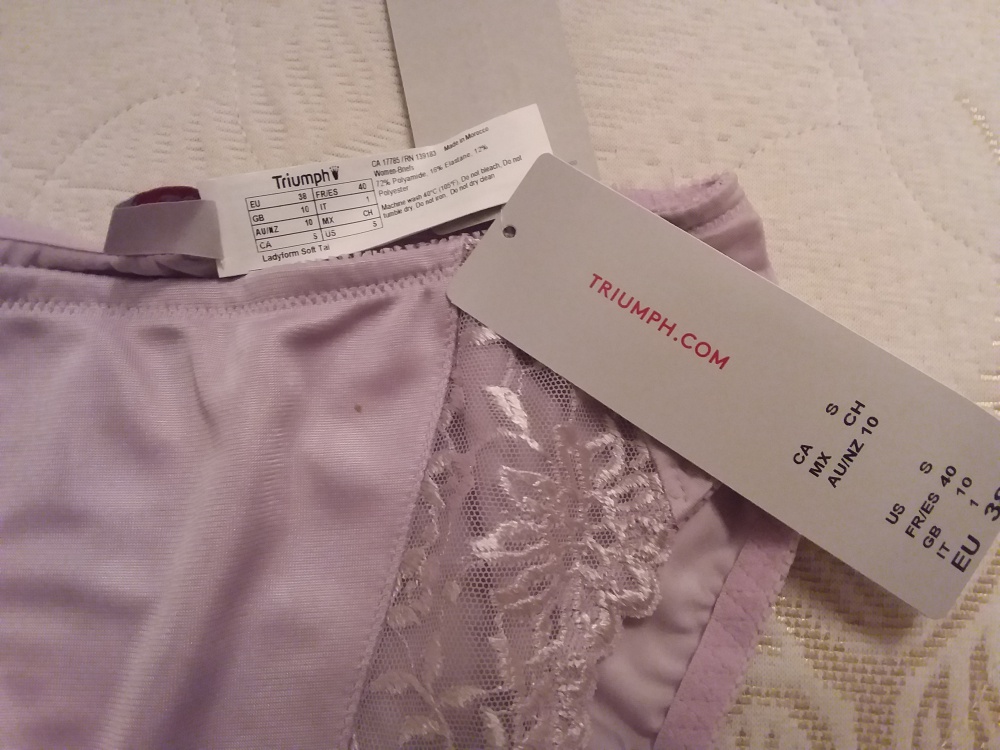 Triumph
EU 38 FR/ES 40
GB 10 IT 1
AU/NZ 10 MX CH
CA S US S
Ladyform Soft Tai
CA 17785 / RN 139183 Made in Morocco
Women-Briefs
72% Polyamide, 16% Elastane, 12%
Polyester
Machine wash 40°C (105°F). Do not bleach. Do not
tumble dry. Do not iron. Do not dry clean
TRIUMPH.COM
CA S
MX CH
AU/NZ 10
US S
FR/ES 40
GB 10
IT 1
EU 38